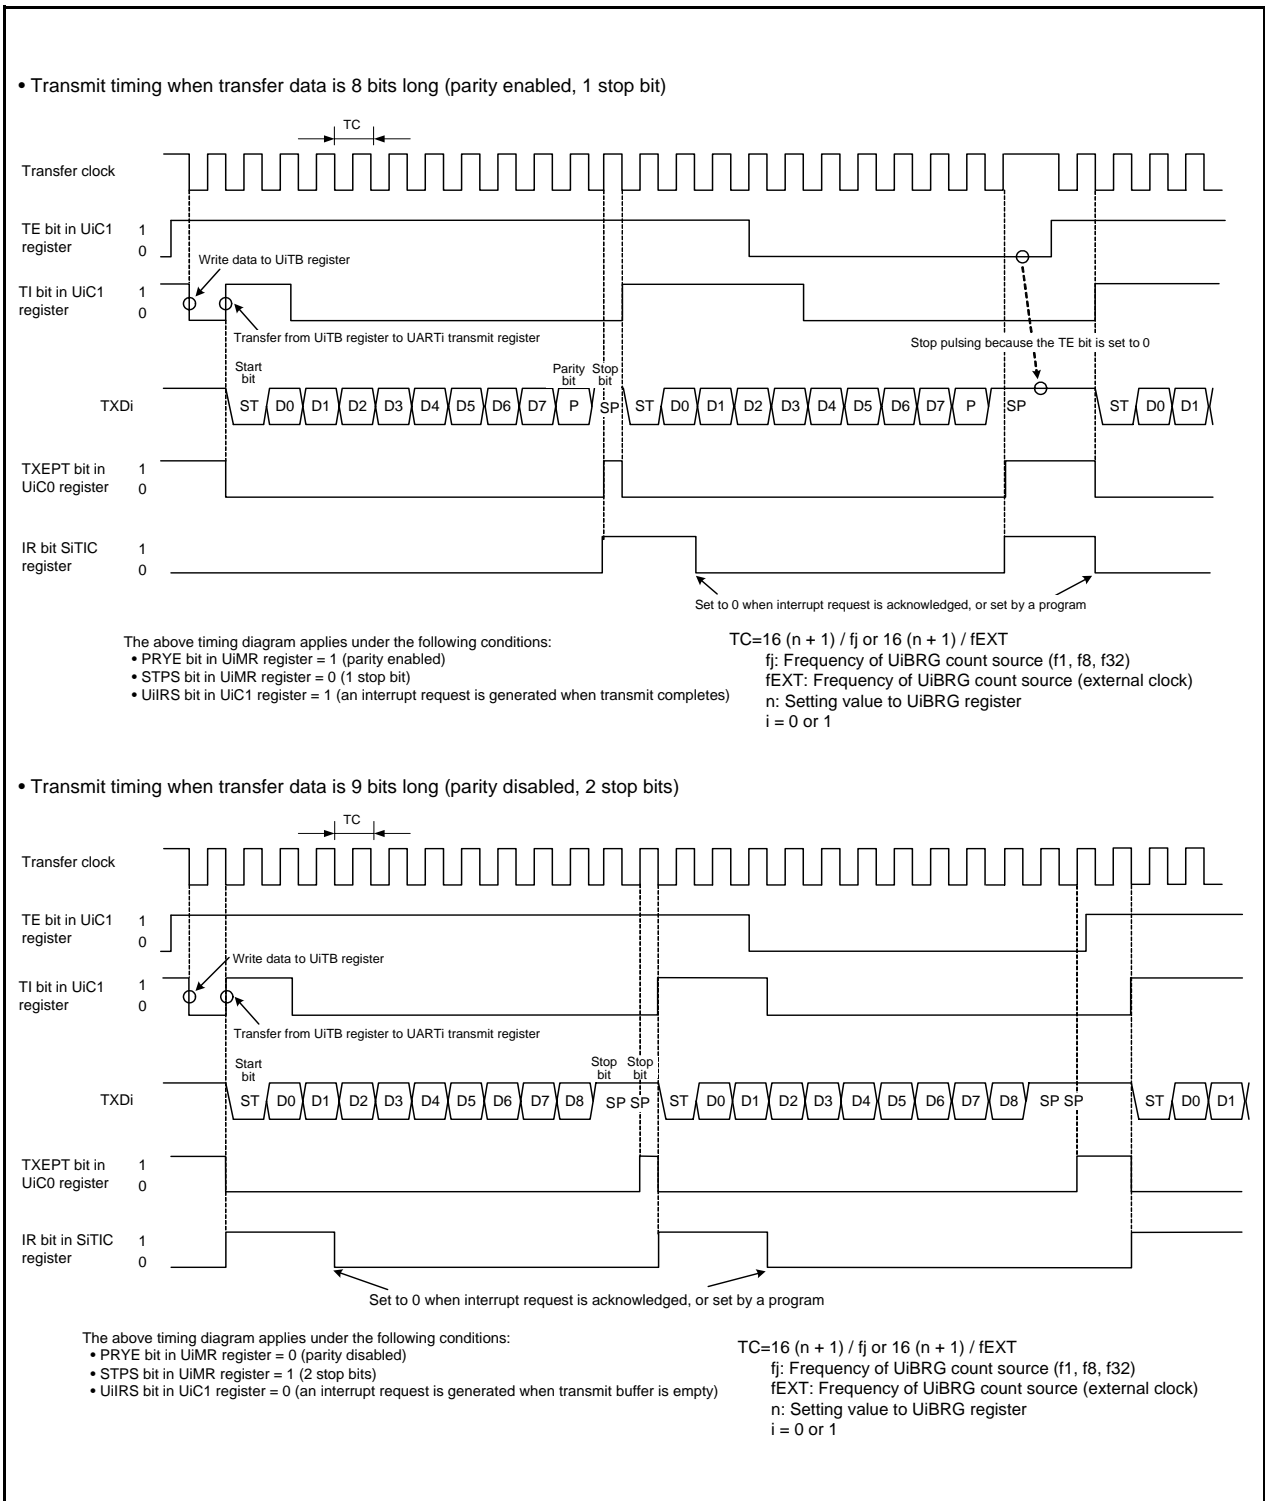 • Transmit timing when transfer data is 8 bits long (parity enabled, 1 stop bit)
TC
Transfer clock
TE bit in UiC1
register
1
0
Write data to UiTB register
TI bit in UiC1
register
1
0
Transfer from UiTB register to UARTi transmit register
Stop pulsing because the TE bit is set to 0
Start
bit
Parity
bit
Stop
bit
TXDi
ST D0 D1 D2 D3 D4 D5 D6 D7 P SP ST D0 D1 D2 D3 D4 D5 D6 D7 P SP ST D0 D1
TXEPT bit in
UiC0 register
1
0
IR bit SiTIC
register
1
0
Set to 0 when interrupt request is acknowledged, or set by a program
The above timing diagram applies under the following conditions:
• PRYE bit in UiMR register = 1 (parity enabled)
• STPS bit in UiMR register = 0 (1 stop bit)
• UiIRS bit in UiC1 register = 1 (an interrupt request is generated when transmit completes)
TC=16 (n + 1) / fj or 16 (n + 1) / fEXT
fj: Frequency of UiBRG count source (f1, f8, f32)
fEXT: Frequency of UiBRG count source (external clock)
n: Setting value to UiBRG register
i = 0 or 1
• Transmit timing when transfer data is 9 bits long (parity disabled, 2 stop bits)
TC
Transfer clock
TE bit in UiC1
register
1
0
Write data to UiTB register
TI bit in UiC1
register
1
0
Transfer from UiTB register to UARTi transmit register
Start
bit
Stop
bit
Stop
bit
TXDi
ST D0 D1 D2 D3 D4 D5 D6 D7 D8 SP SP ST D0 D1 D2 D3 D4 D5 D6 D7 D8 SP SP ST D0 D1
TXEPT bit in
UiC0 register
1
0
IR bit in SiTIC
register
1
0
Set to 0 when interrupt request is acknowledged, or set by a program
The above timing diagram applies under the following conditions:
• PRYE bit in UiMR register = 0 (parity disabled)
• STPS bit in UiMR register = 1 (2 stop bits)
• UiIRS bit in UiC1 register = 0 (an interrupt request is generated when transmit buffer is empty)
TC=16 (n + 1) / fj or 16 (n + 1) / fEXT
fj: Frequency of UiBRG count source (f1, f8, f32)
fEXT: Frequency of UiBRG count source (external clock)
n: Setting value to UiBRG register
i = 0 or 1